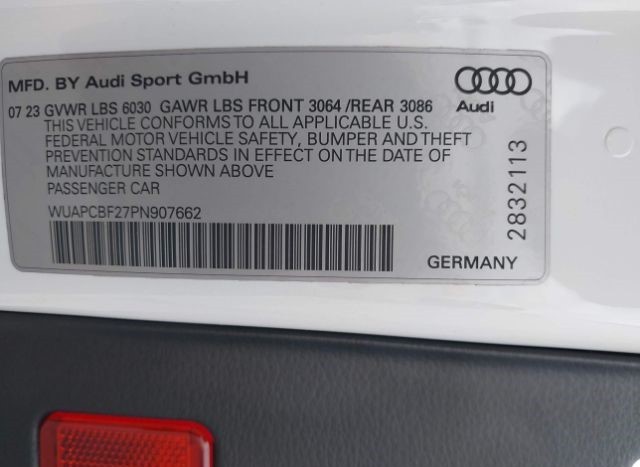 MFD. BY Audi Sport GmbH
Audi
07 23 GVWR LBS 6030 GAWR LBS FRONT 3064 /REAR 3086
THIS VEHICLE CONFORMS TO ALL APPLICABLE U.S.
FEDERAL MOTOR VEHICLE SAFETY, BUMPER AND THEFT
PREVENTION STANDARDS IN EFFECT ON THE DATE OF
MANUFACTURE SHOWN ABOVE
PASSENGER CAR
WUAPCBF27PN907662
2832113
GERMANY